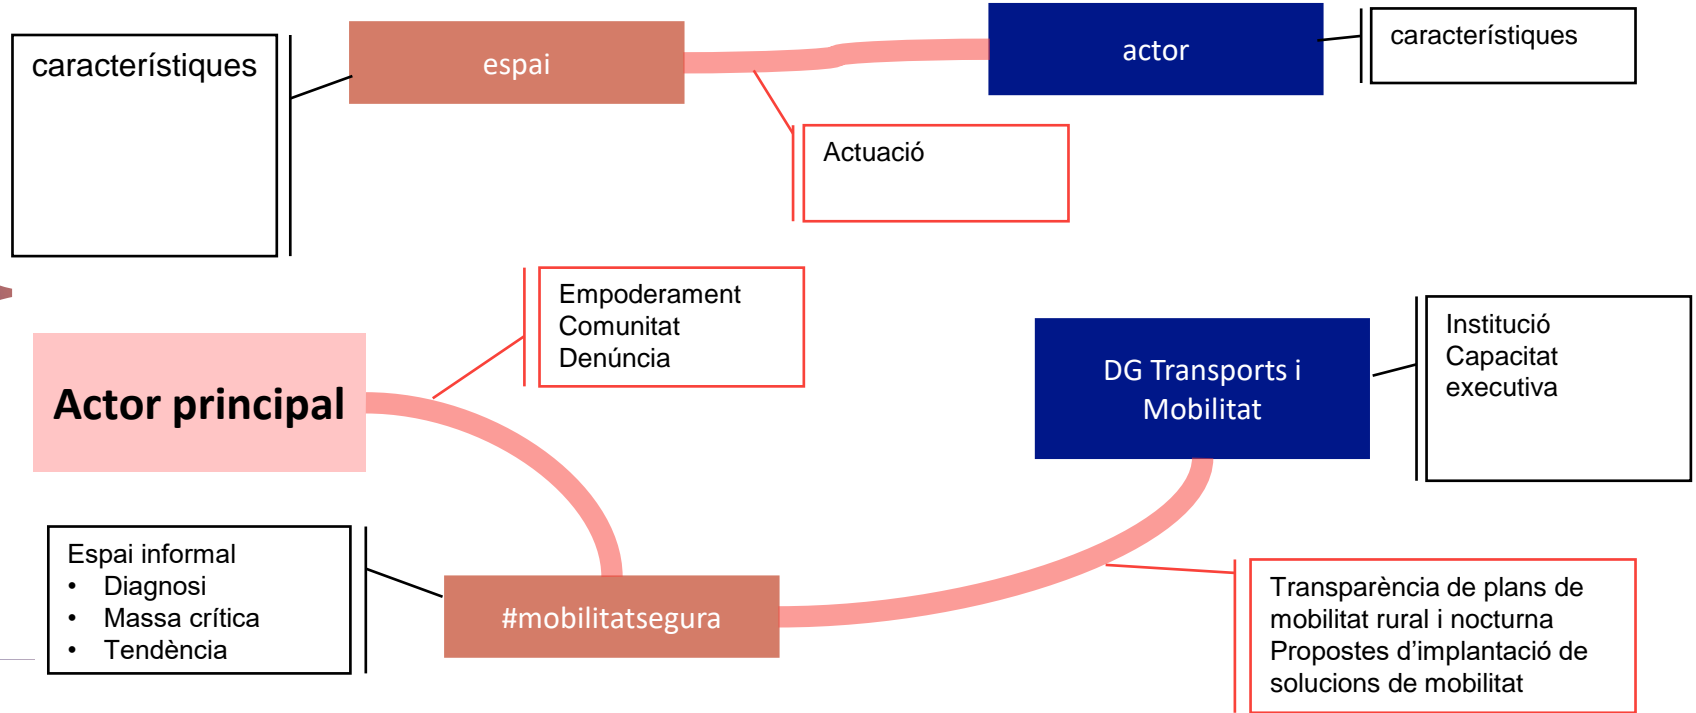 característiques
espai
actor
característiques
Actuació
Empoderament
Comunitat
Denúncia
Actor principal
DG Transports i
Mobilitat
Institució
Capacitat
executiva
Espai informal
• Diagnosi
• Massa crítica
• Tendència
#mobilitatsegura
Transparència de plans de
mobilitat rural i nocturna
Propostes d’implantació de
solucions de mobilitat